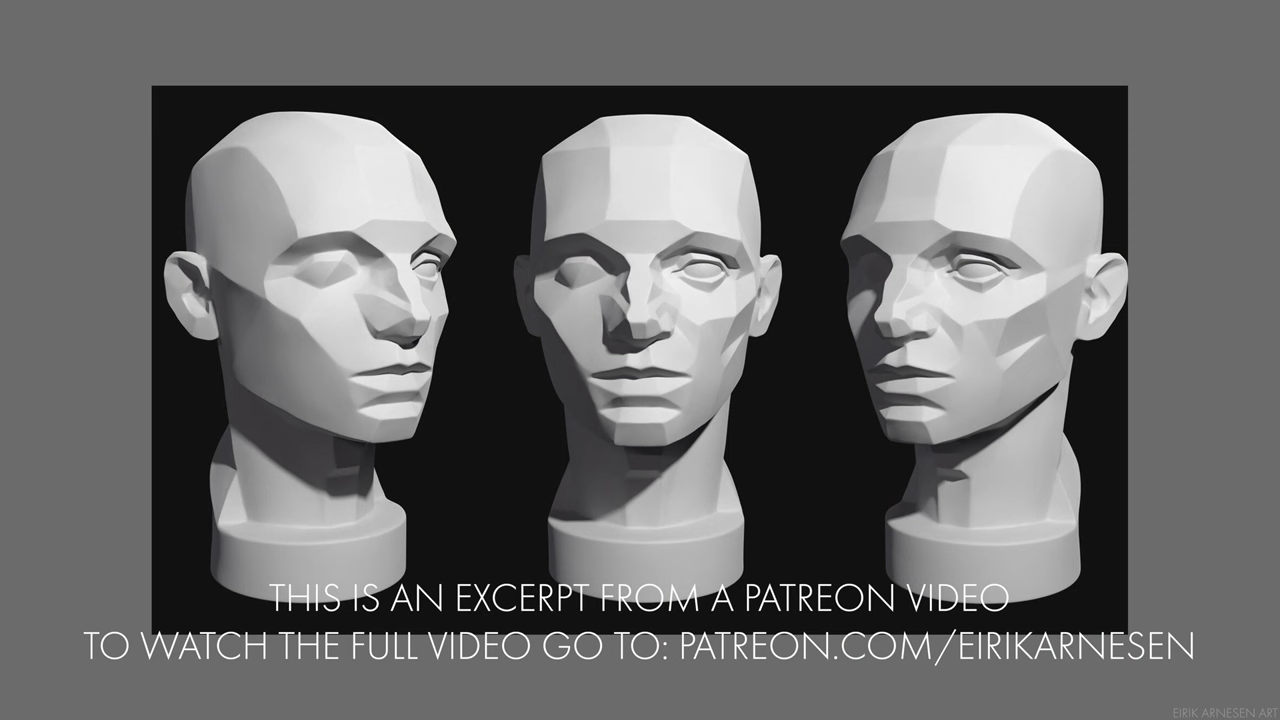 THIS IS AN EXCERPT FROM A PATREON VIDEO
TO WATCH THE FULL VIDEO GO TO: PATREON.COM/EIRIKARNESEN
EIRIK ARNESEN ART